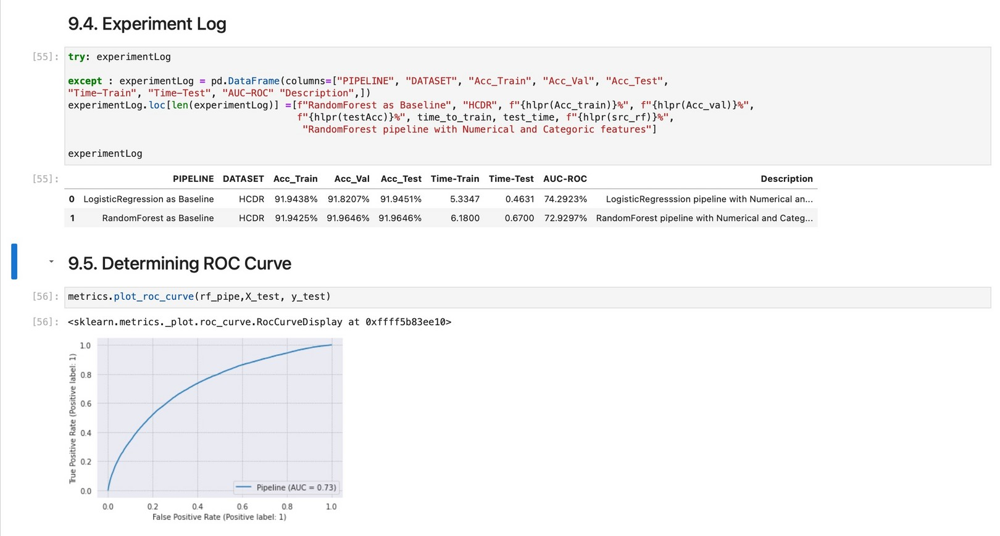 9.4. Experiment Log
[55]: try: experimentLog
except : experimentLog = pd.DataFrame(columns=["PIPELINE", "DATASET", "Acc_Train", "Acc_Val", "Acc_Test",
"Time-Train", "Time-Test", "AUC-ROC" "Description",])
experimentLog.loc[len(experimentLog)] =[f"RandomForest as Baseline", "HCDR", f"{hlpr(Acc_train)}%", f"{hlpr(Acc_val)}%",
f"{hlpr(testAcc)}%", time_to_train, test_time, f"{hlpr(src_rf)}%",
"RandomForest pipeline with Numerical and Categoric features"]
experimentLog
[55]: PIPELINE DATASET Acc_Train Acc_Val Acc_Test Time-Train Time-Test AUC-ROC Description
0 LogisticRegression as Baseline HCDR 91.9438% 91.8207% 91.9451% 5.3347 0.4631 74.2923% LogisticRegresssion pipeline with Numerical an...
1 RandomForest as Baseline HCDR 91.9425% 91.9646% 91.9646% 6.1800 0.6700 72.9297% RandomForest pipeline with Numerical and Categ...
9.5. Determining ROC Curve
[56]: metrics.plot_roc_curve(rf_pipe,X_test, y_test)
[56]: <sklearn.metrics._plot.roc_curve.RocCurveDisplay at 0xffff5b83ee10>
True Positive Rate (Positive label: 1)
1.0
0.8
0.6
0.4
0.2
0.0
Pipeline (AUC = 0.73)
0.0 0.2 0.4 0.6 0.8 1.0
False Positive Rate (Positive label: 1)